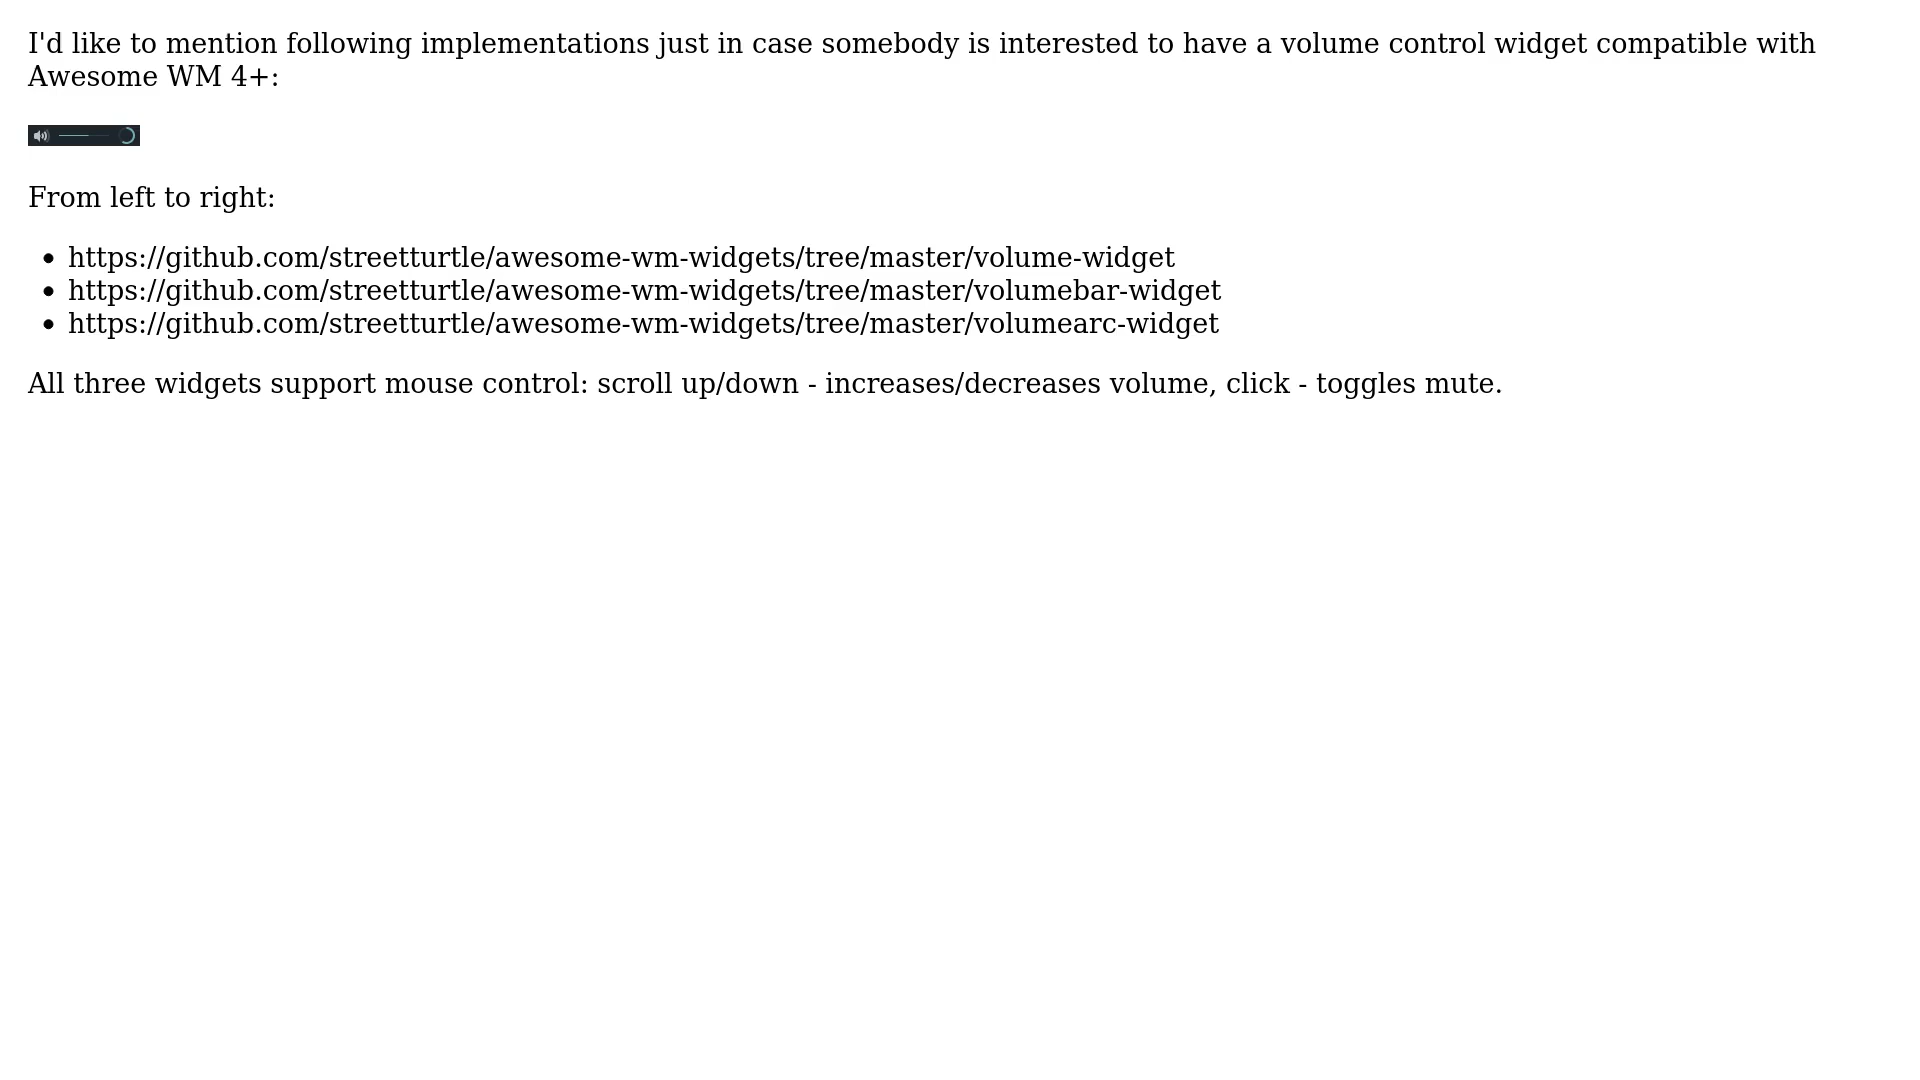 I'd like to mention following implementations just in case somebody is interested to have a volume control widget compatible with
Awesome WM 4+:
From left to right:
https://github.com/streetturtle/awesome-wm-widgets/tree/master/volume-widget
https://github.com/streetturtle/awesome-wm-widgets/tree/master/volumebar-widget
https://github.com/streetturtle/awesome-wm-widgets/tree/master/volumearc-widget
All three widgets support mouse control: scroll up/down - increases/decreases volume, click - toggles mute.